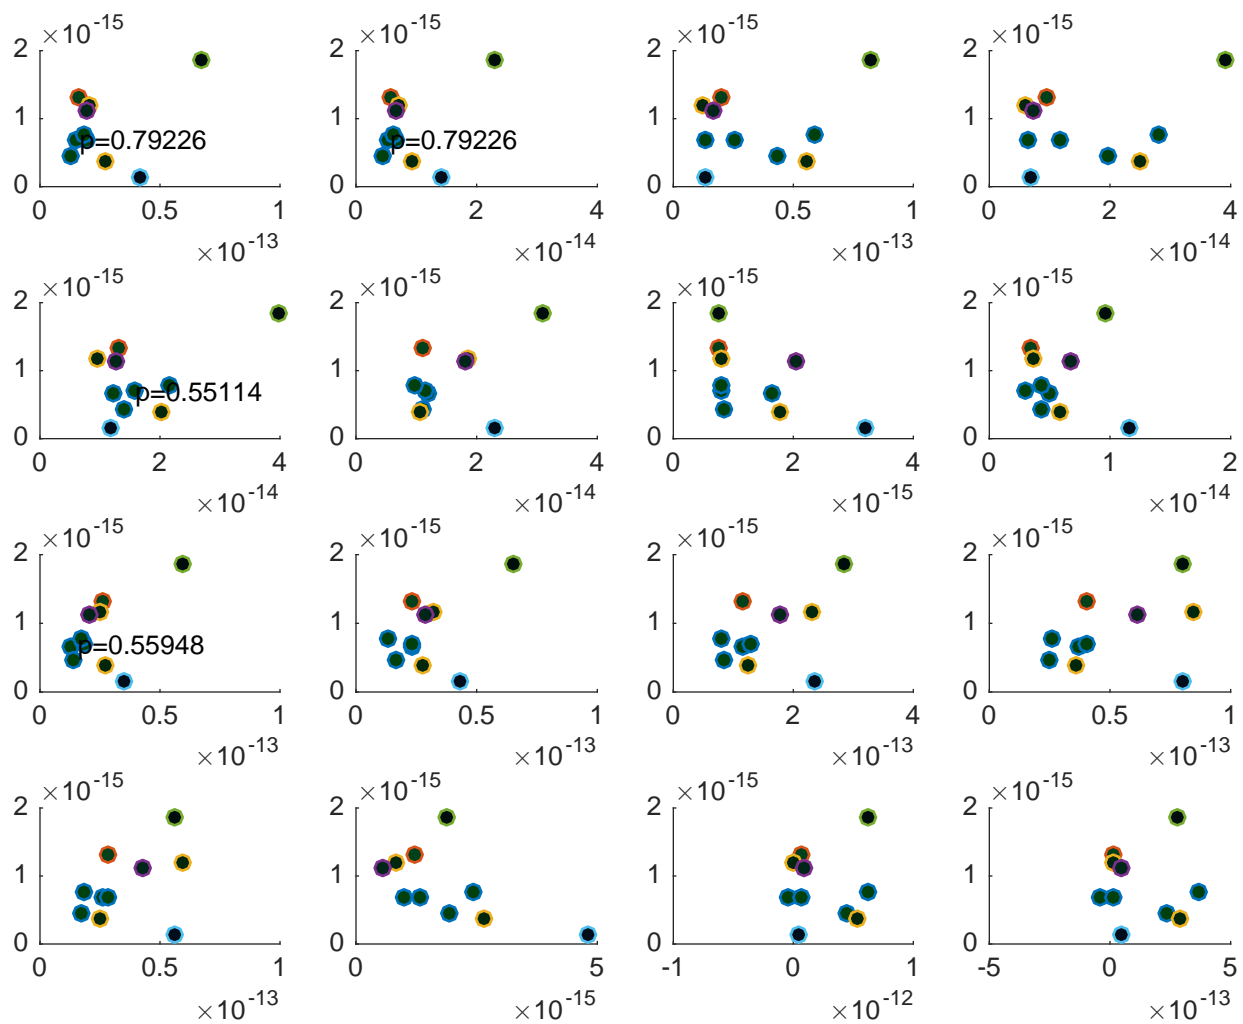 ×10-15 ×10-15 ×10-15 ×10-15
2 2 2 2
1 1 1 1
p=0.79226 p=0.79226
0 0 0 0
0 0.5 1 0 2 4 0 0.5 1 0 2 4
×10-13 ×10-14 ×10-13 ×10-14
×10-15 ×10-15 ×10-15 ×10-15
2 2 2 2
1 1 1 1
p=0.55114
0 0 0 0
0 2 4 0 2 4 0 2 4 0 1 2
×10-14 ×10-14 ×10-15 ×10-14
×10-15 ×10-15 ×10-15 ×10-15
2 2 2 2
1 1 1 1
p=0.55948
0 0 0 0
0 0.5 1 0 0.5 1 0 2 4 0 0.5 1
×10-13 ×10-13 ×10-13 ×10-13
×10-15 ×10-15 ×10-15 ×10-15
2 2 2 2
1 1 1 1
0 0 0 0
0 0.5 1 0 5 -1 0 1 -5 0 5
×10-13 ×10-15 ×10-12 ×10-13